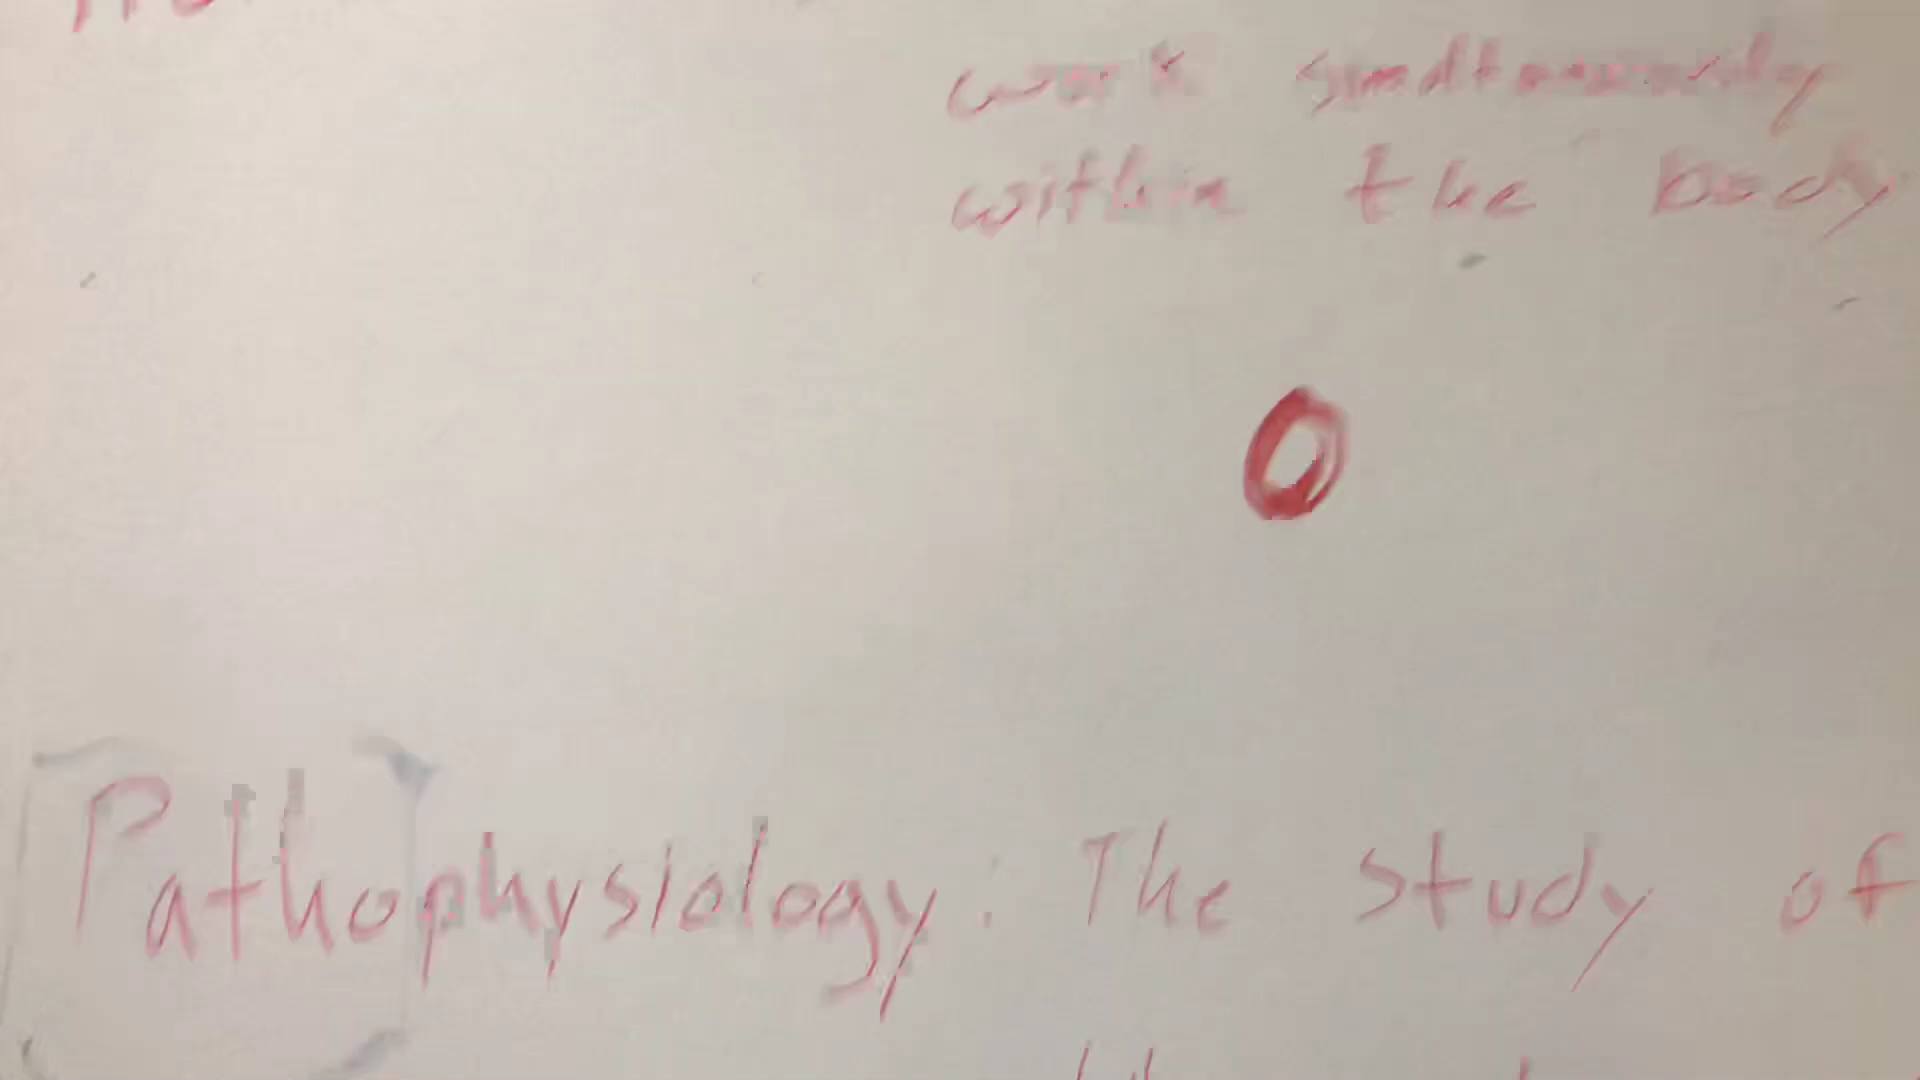 work simultaneously
within the body
O
Pathophysiology: The study of